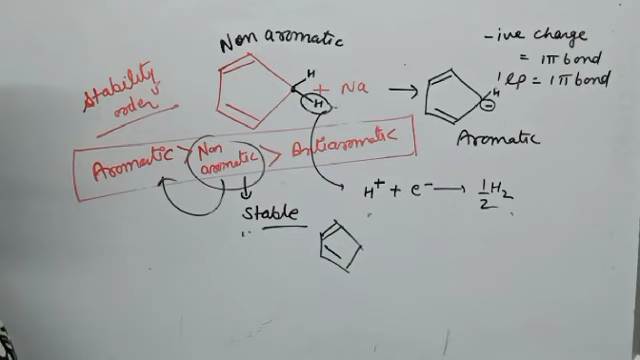 Non aromatic
-ive charge
= 1π bond
1 lp = 1π bond
H
H
+ Na
H
Aromatic
Stability
order
Aromatic > Non aromatic > Antiaromatic
H⁺ + e⁻ → 1/2 H₂
Stable